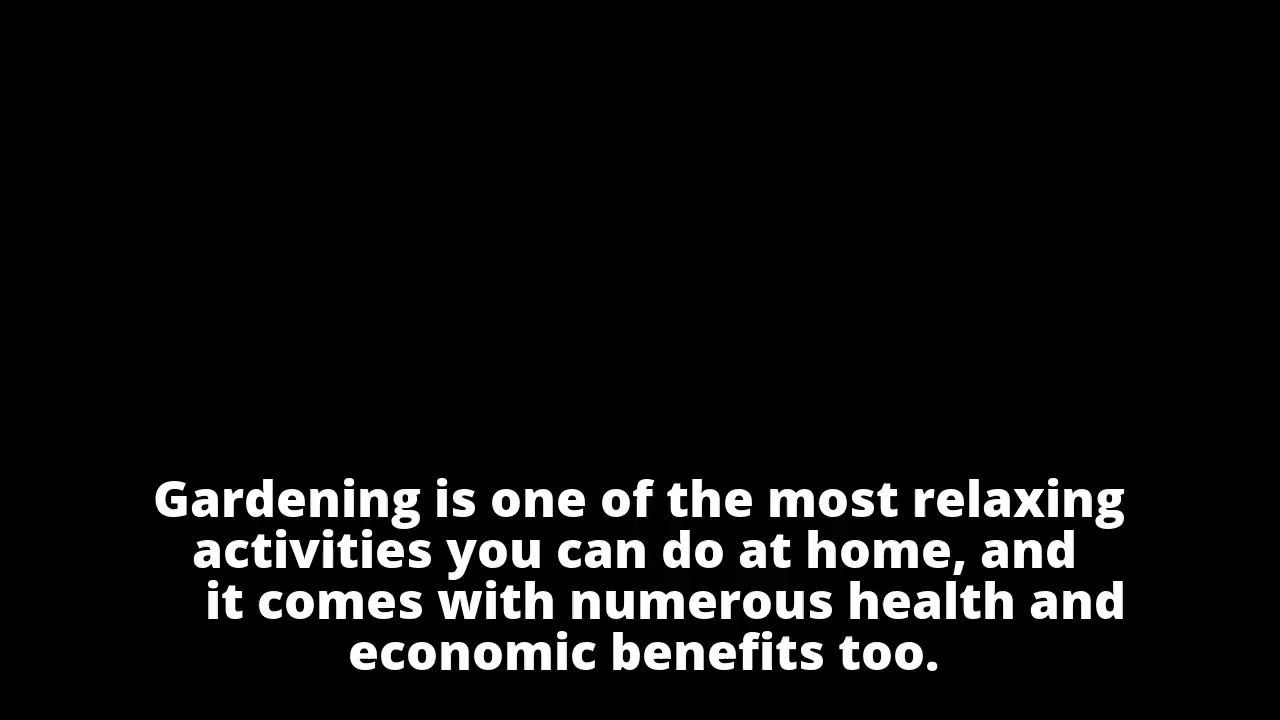 Gardening is one of the most relaxing
activities you can do at home, and
it comes with numerous health and
economic benefits too.